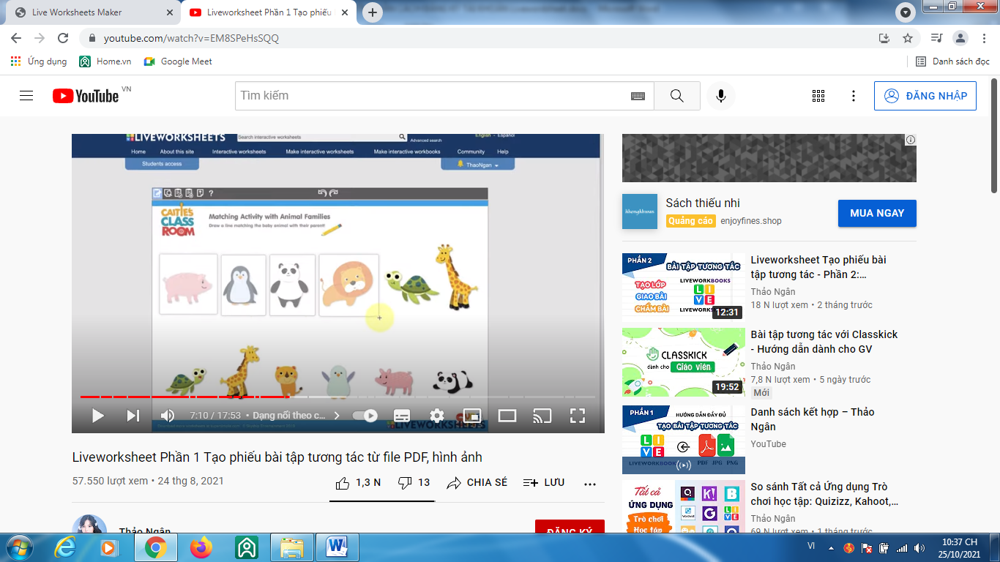 Live Worksheets Maker
Liveworksheet Phần 1 Tạo phiếu
youtube.com/watch?v=EM8SPeHsSQQ
Ứng dụng
Home.vn
Google Meet
Danh sách đọc
YouTube VN
Tìm kiếm
ĐĂNG NHẬP
LIVEWORKSHEETS
Search interactive worksheets
Advanced search
English - Español
Home
About this site
Interactive worksheets
Make interactive worksheets
Make interactive workbooks
Community
Help
Students access
ThaoNgan
CAITIE'S CLASSROOM
Matching Activity with Animal Families
Draw a line matching the baby animal with their parent!
LIVEWORKSHEETS
7:10 / 17:53 • Dạng nối theo c...
Liveworksheet Phần 1 Tạo phiếu bài tập tương tác từ file PDF, hình ảnh
57.550 lượt xem • 24 thg 8, 2021
1,3 N
13
CHIA SẺ
LƯU
Thảo Ngân
ĐĂNG KÝ
Sách thiếu nhi
Quảng cáo enjoyfines.shop
MUA NGAY
PHẦN 2
BÀI TẬP TƯƠNG TÁC
TẠO LỚP
GIAO BÀI
CHẤM BÀI
LIVEWORKBOOKS
LIVE
12:31
Liveworksheet Tạo phiếu bài
tập tương tác - Phần 2:...
Thảo Ngân
18 N lượt xem • 2 tháng trước
CLASSKICK
dành cho Giáo viên
19:52
Bài tập tương tác với Classkick
- Hướng dẫn dành cho GV
Thảo Ngân
7,8 N lượt xem • 5 ngày trước
Mới
PHẦN 1
HƯỚNG DẪN ĐẦY ĐỦ
TẠO BÀI TẬP TƯƠNG TÁC
LIVE
LIVEWORKBOOK
PDF JPG PNG
Danh sách kết hợp – Thảo
Ngân
YouTube
Tất cả
ỨNG DỤNG
Trò chơi
Học tập
So sánh Tất cả Ứng dụng Trò
chơi học tập: Quizizz, Kahoot,...
Thảo Ngân
69 N lượt xem • 1 tháng trước
VI
10:37 CH
25/10/2021